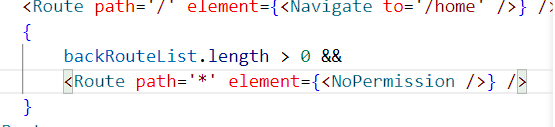 <Route path='/' element={<Navigate to='/home' />} />
{
backRouteList.length > 0 &&
<Route path='*' element={<NoPermission />} />
}